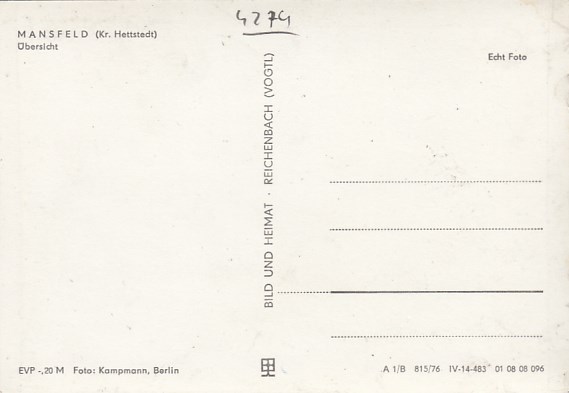 4274
MANSFELD (Kr. Hettstedt)
Übersicht
Echt Foto
BILD UND HEIMAT · REICHENBACH (VOGTL)
EVP -,20 M Foto: Kampmann, Berlin
A 1/B 815/76 IV-14-483 01 08 08 096